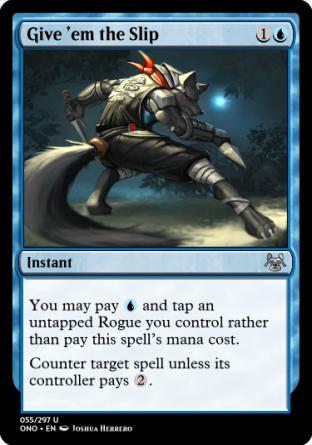 Give 'em the Slip 1
Instant
You may pay and tap an
untapped Rogue you control rather
than pay this spell's mana cost.
Counter target spell unless its
controller pays 2.
055/297 U
ONO • EN Joshua Herrero